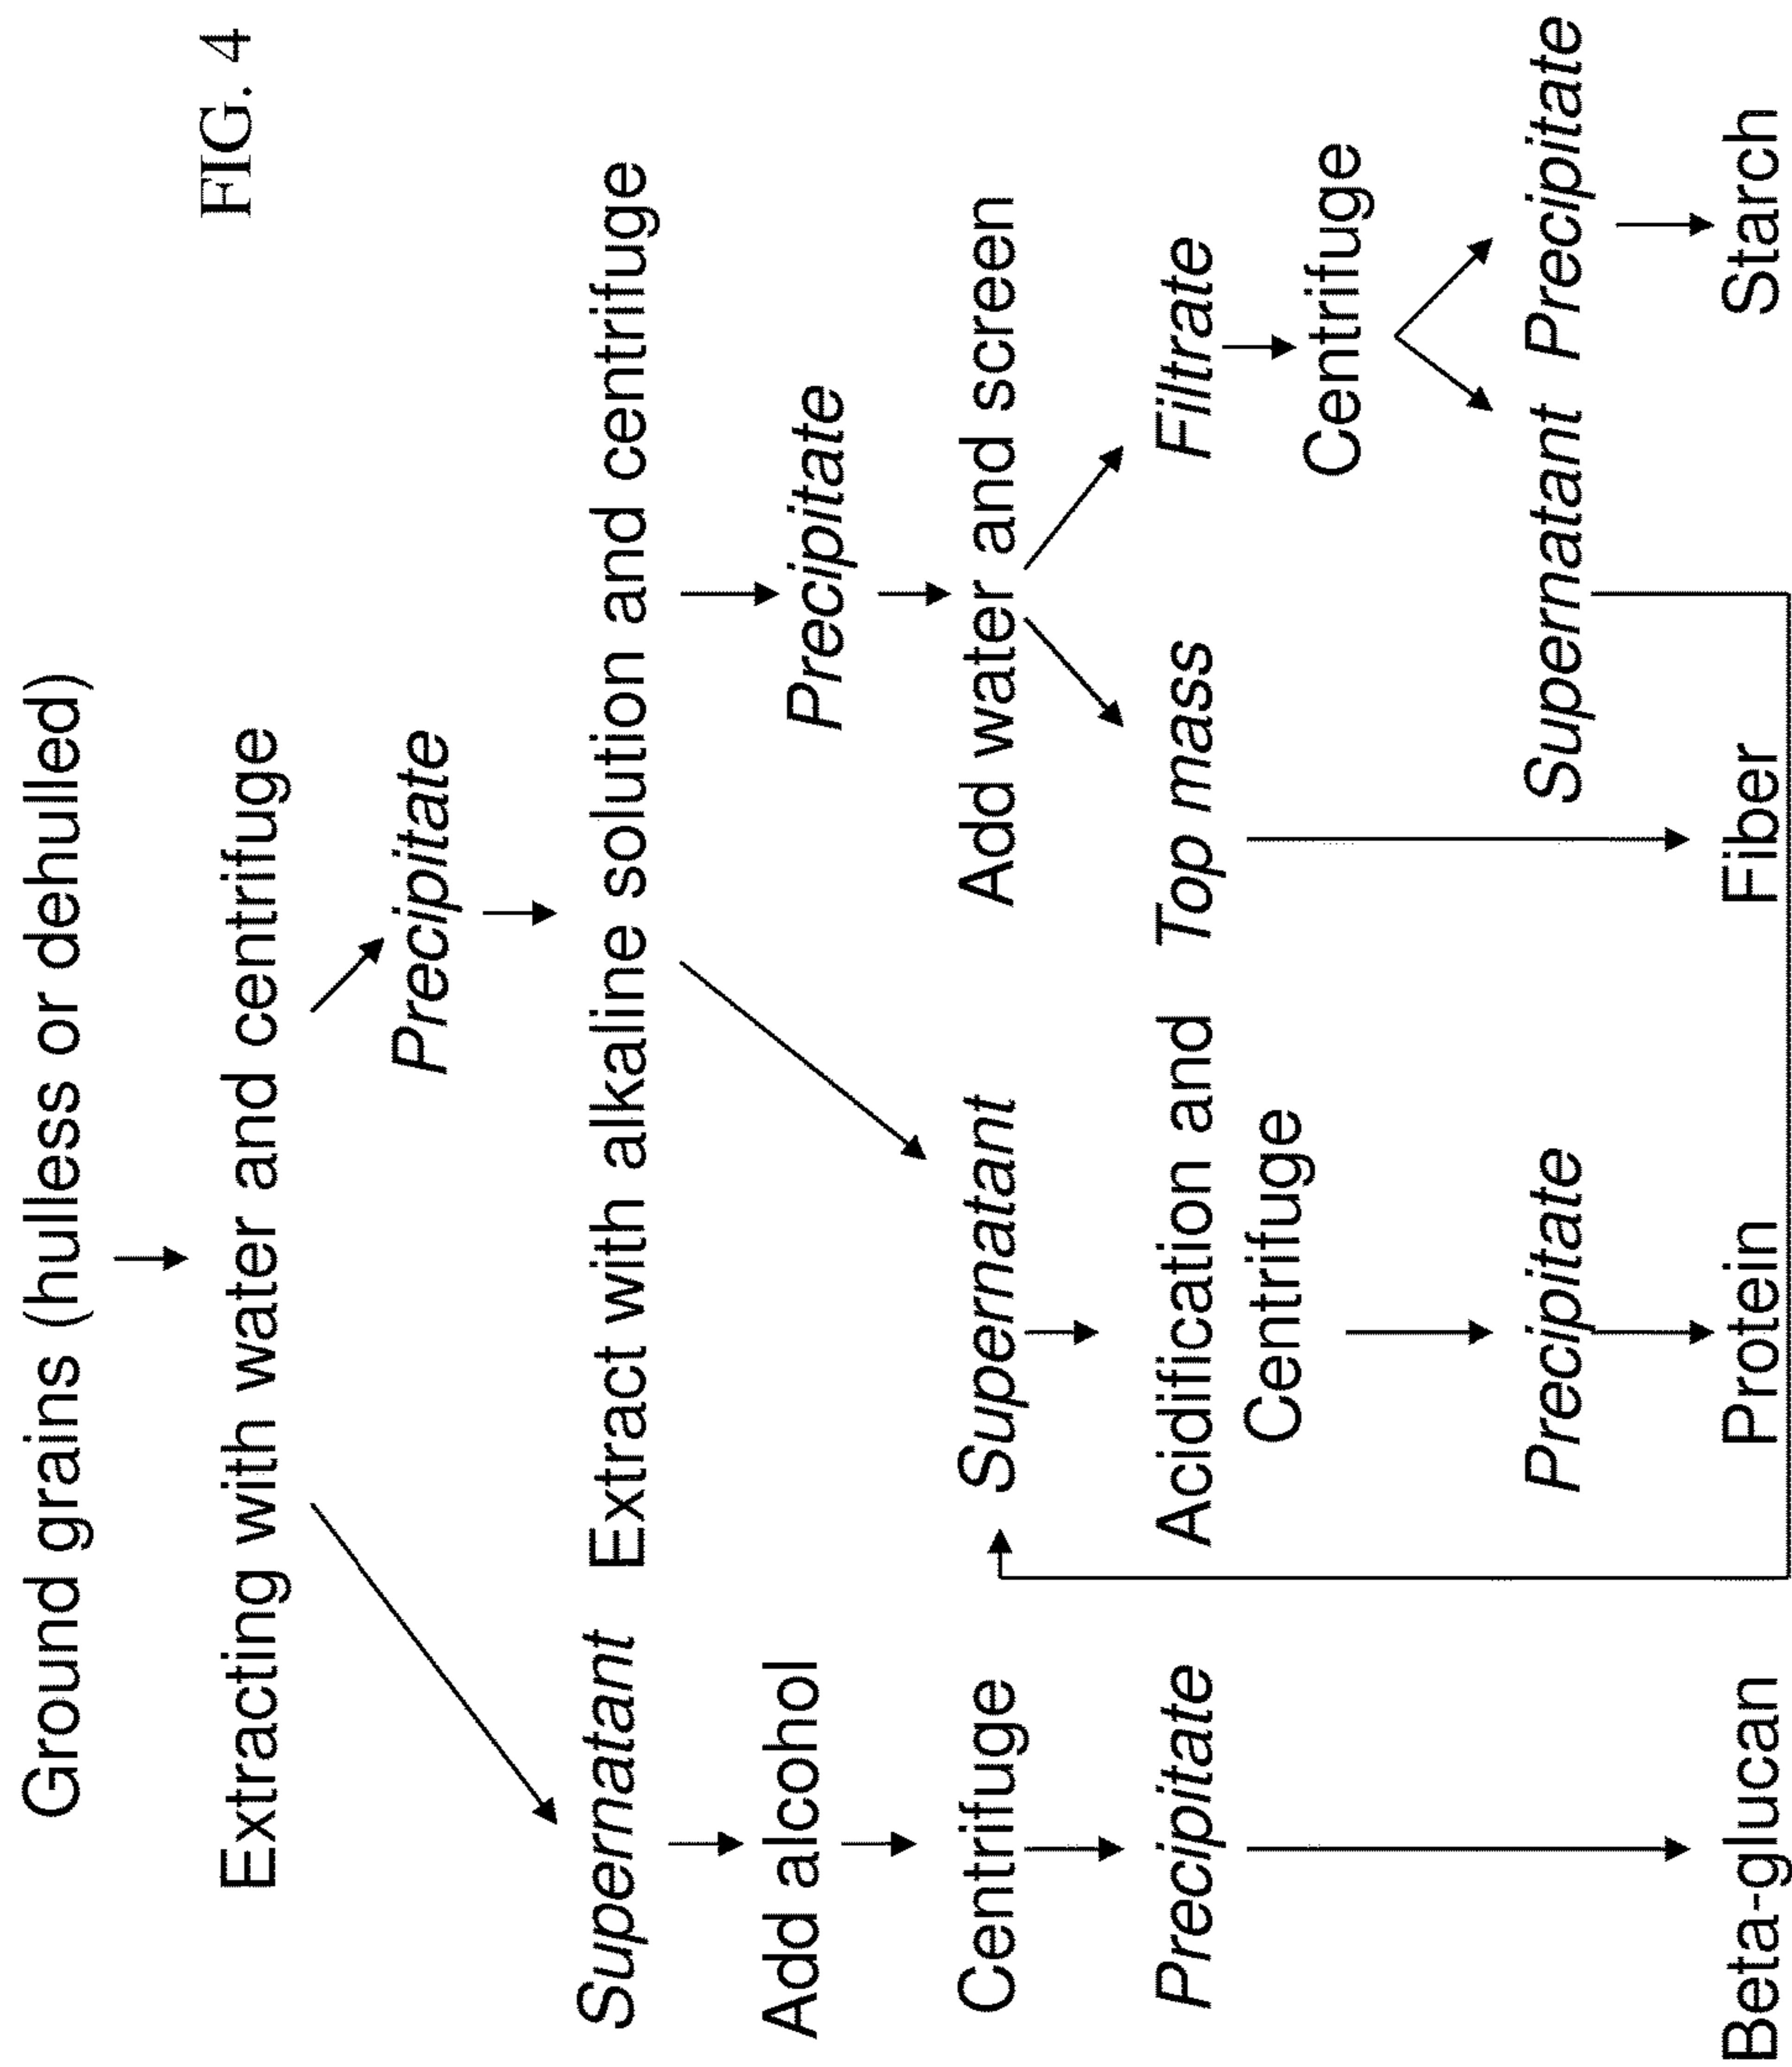 FIG. 4
Ground grains (hulless or dehulled)
Extracting with water and centrifuge
Precipitate
Supernatant
Extract with alkaline solution and centrifuge
Add alcohol
Precipitate
Centrifuge
Supernatant
Add water and screen
Precipitate
Acidification and
Centrifuge
Top mass
Filtrate
Centrifuge
Precipitate
Supernatant
Precipitate
Beta-glucan
Protein
Fiber
Starch